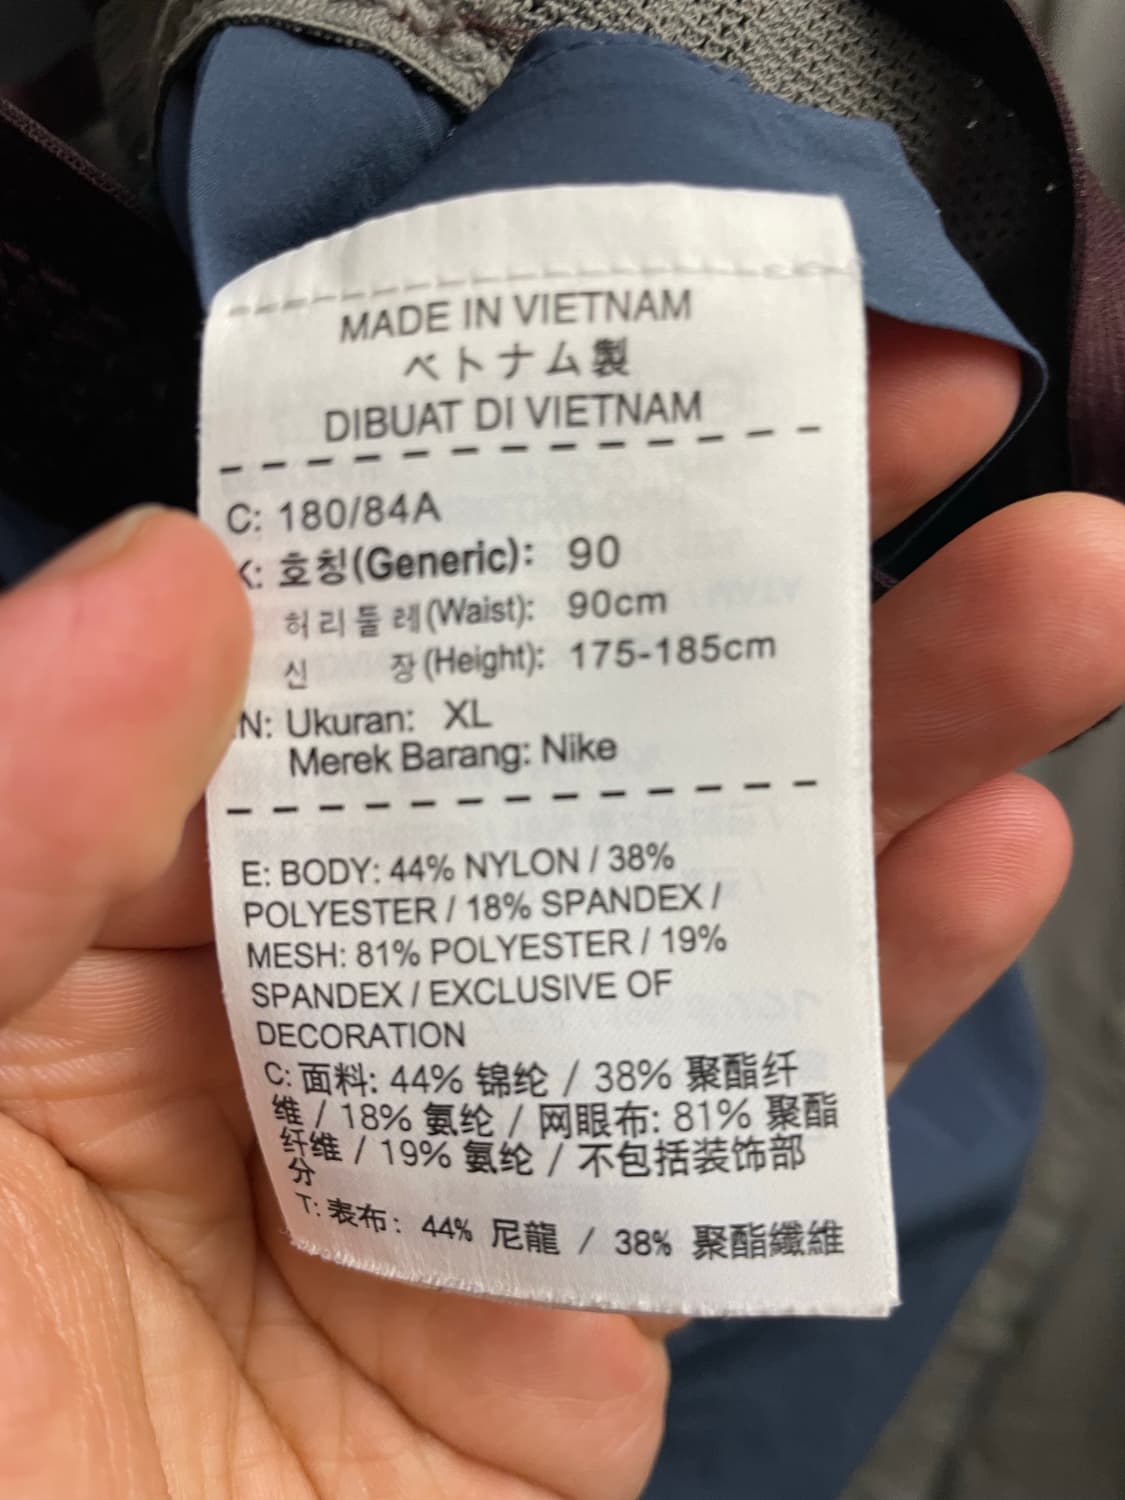 MADE IN VIETNAM
ベトナム製
DIBUAT DI VIETNAM
C: 180/84A
K: 호칭(Generic): 90
허리둘레(Waist): 90cm
신 장(Height): 175-185cm
N: Ukuran: XL
Merek Barang: Nike
E: BODY: 44% NYLON / 38%
POLYESTER / 18% SPANDEX /
MESH: 81% POLYESTER / 19%
SPANDEX / EXCLUSIVE OF
DECORATION
C: 面料: 44% 锦纶 / 38% 聚酯纤
维 / 18% 氨纶 / 网眼布: 81% 聚酯
纤维 / 19% 氨纶 / 不包括装饰部
分
T: 表布: 44% 尼龍 / 38% 聚酯纖維